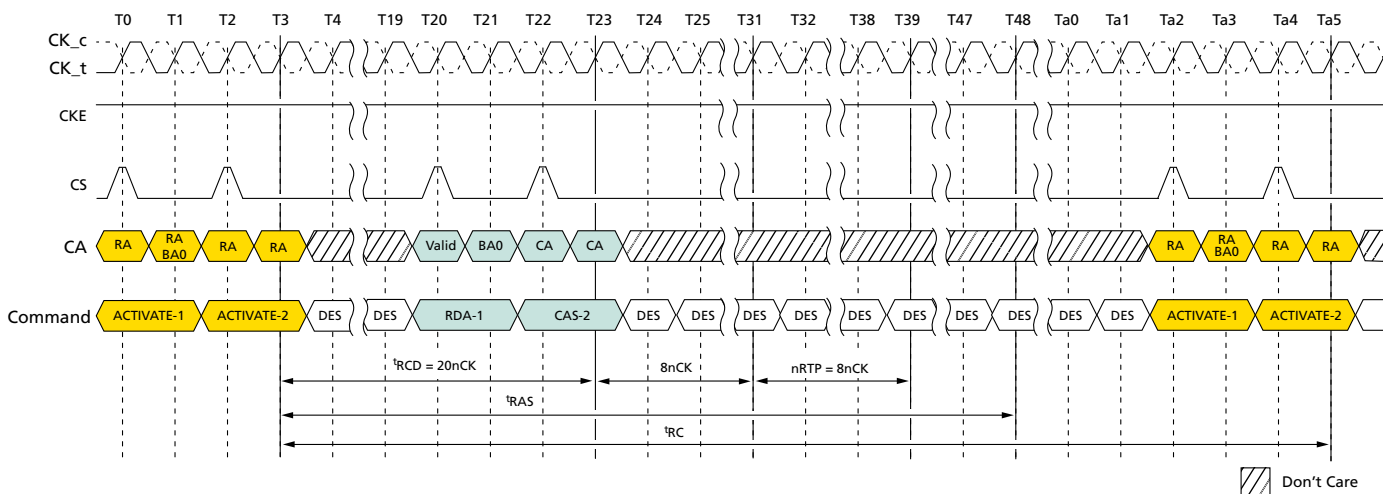 T0 T1 T2 T3 T4 T19 T20 T21 T22 T23 T24 T25 T31 T32 T38 T39 T47 T48 Ta0 Ta1 Ta2 Ta3 Ta4 Ta5
CK_c
CK_t
CKE
CS
CA RA RA BA0 RA RA Valid BA0 CA CA RA RA BA0 RA RA
Command ACTIVATE-1 ACTIVATE-2 DES DES RDA-1 CAS-2 DES DES DES DES DES DES DES DES DES DES ACTIVATE-1 ACTIVATE-2
tRCD = 20nCK 8nCK nRTP = 8nCK
tRAS
tRC
Don't Care